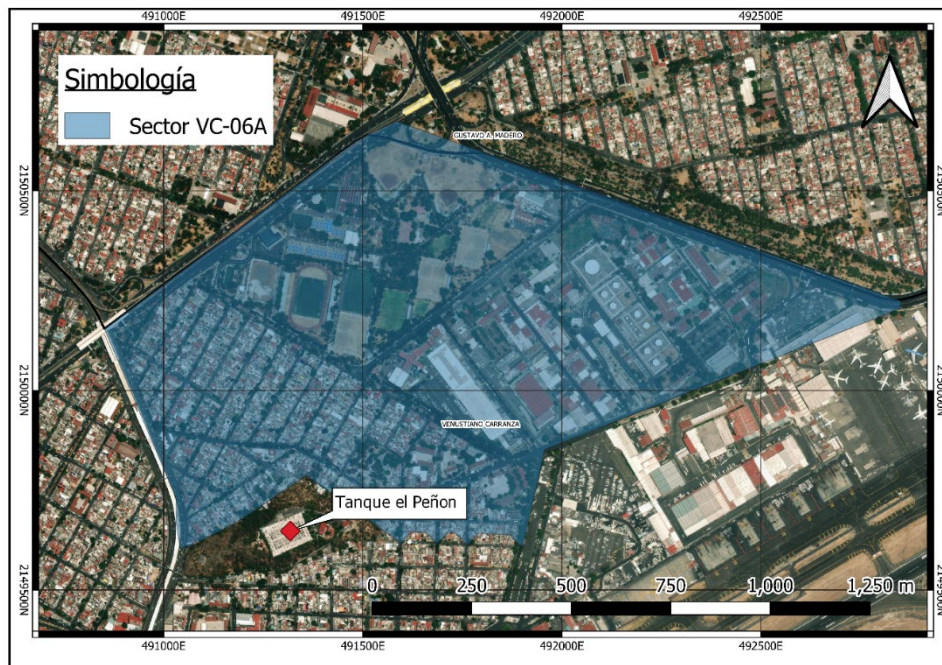 491000E 491500E 492000E 492500E
Simbología
Sector VC-06A
GUSTAVO A. MADERO
2150500N 2150500N
2150000N 2150000N
VENUSTIANO CARRANZA
Tanque el Peñon
0 250 500 750 1,000 1,250 m
2149500N 2149500N
491000E 491500E 492000E 492500E